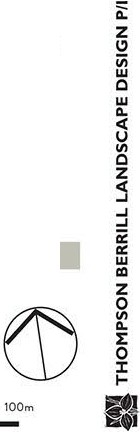 THOMPSON BERRILL LANDSCAPE DESIGN P/L
100m